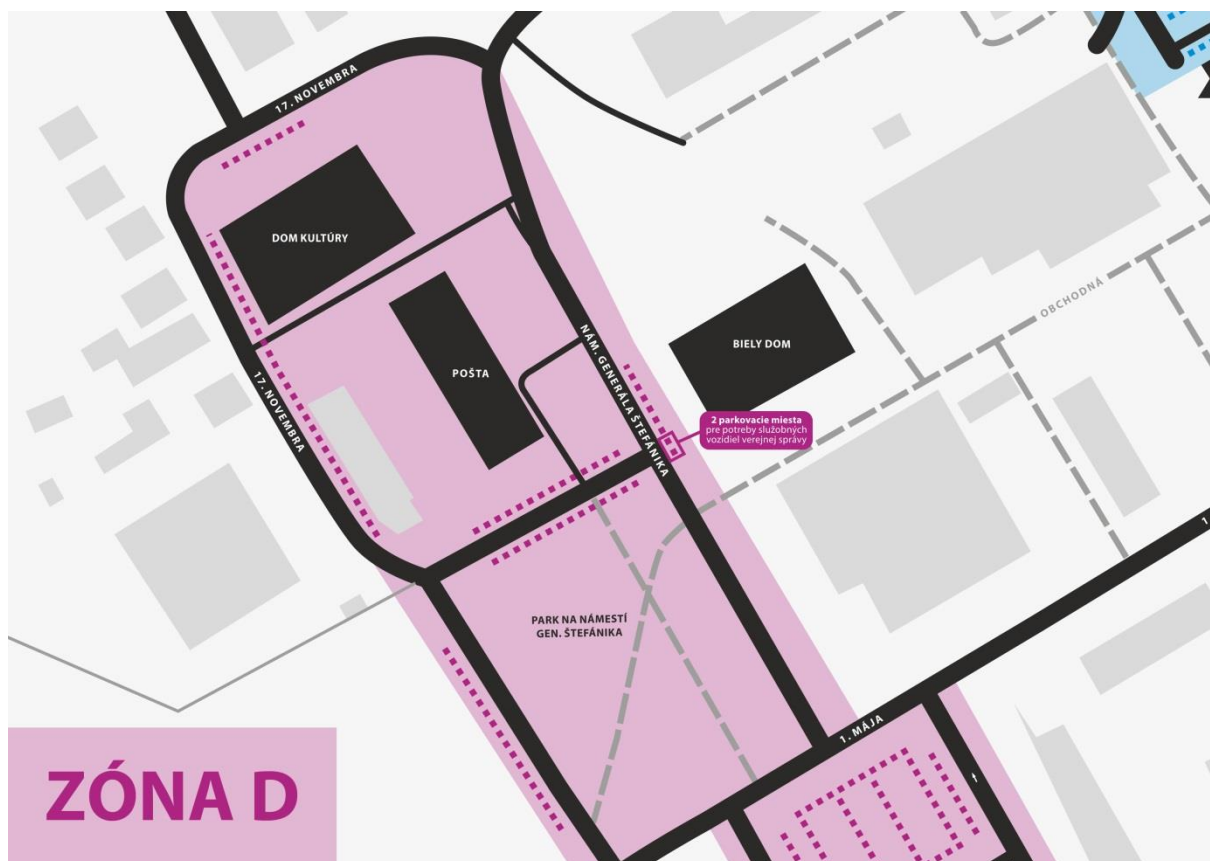 17. NOVEMBRA
DOM KULTÚRY
OBCHODNÁ
BIELY DOM
POŠTA
NÁM. GENERÁLA ŠTEFÁNIKA
17. NOVEMBRA
2 parkovacie miesta
pre potreby služobných
vozidiel verejnej správy
PARK NA NÁMESTÍ
GEN. ŠTEFÁNIKA
1. MÁJA
ZÓNA D